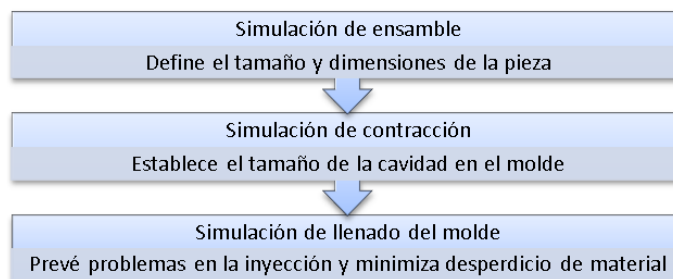 Simulación de ensamble
Define el tamaño y dimensiones de la pieza
Simulación de contracción
Establece el tamaño de la cavidad en el molde
Simulación de llenado del molde
Prevé problemas en la inyección y minimiza desperdicio de material